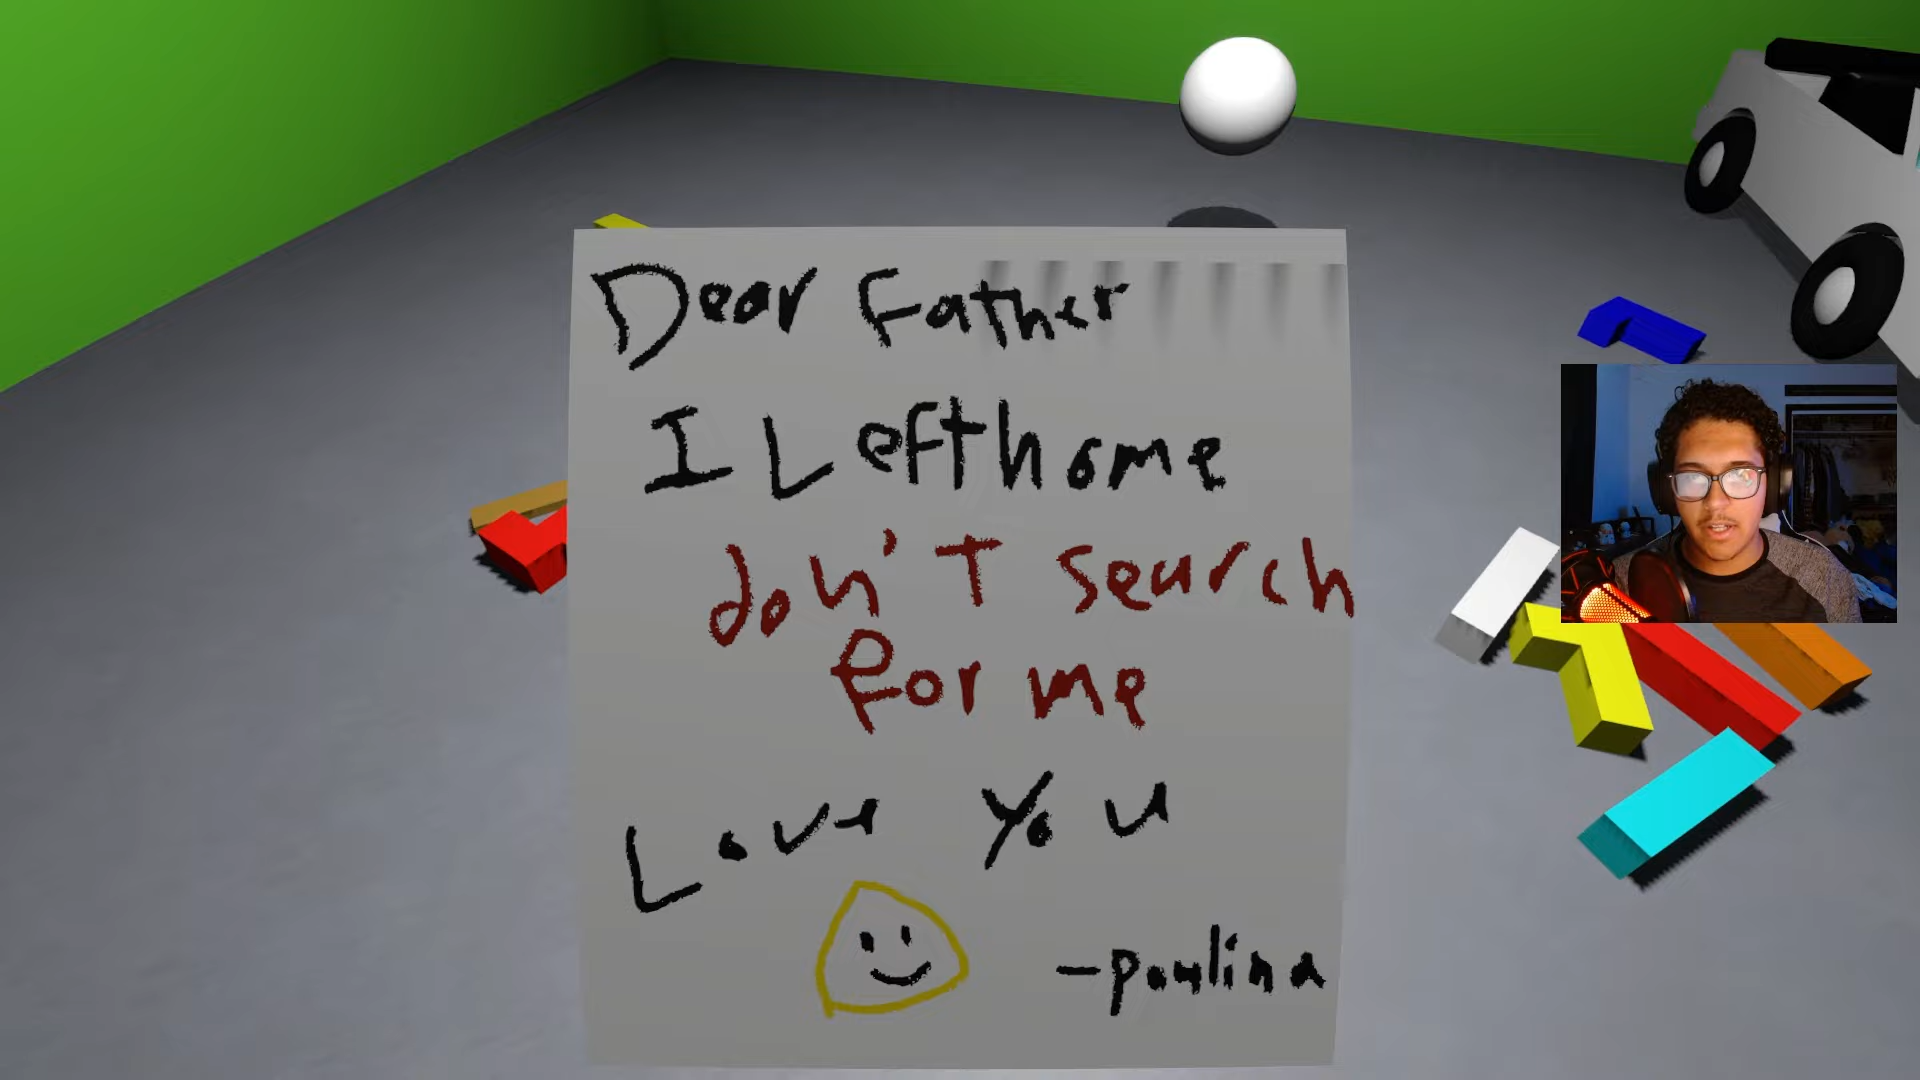 Dear Father
I Left home
don't search
for me
Love You
-paulina